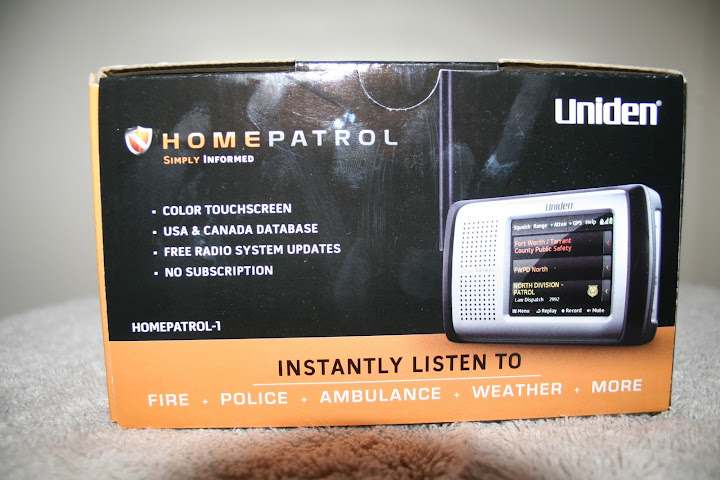 Uniden®
HOMEPATROL
SIMPLY INFORMED
• COLOR TOUCHSCREEN
• USA & CANADA DATABASE
• FREE RADIO SYSTEM UPDATES
• NO SUBSCRIPTION
HOMEPATROL-1
Uniden
Squelch Range Atten GPS Help
Fort Worth / Tarrant
County Public Safety
FWPD North
NORTH DIVISION -
PATROL
Law Dispatch 2992
Menu Replay Record Mute
INSTANTLY LISTEN TO
FIRE + POLICE + AMBULANCE + WEATHER + MORE